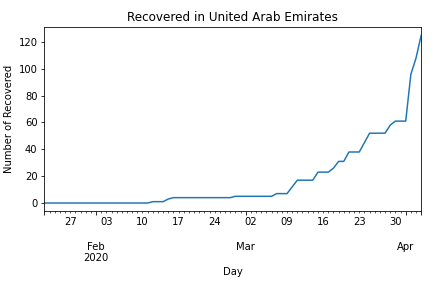 Recovered in United Arab Emirates
120
100
80
60
40
20
0
Number of Recovered
27 03 10 17 24 02 09 16 23 30
Feb Mar Apr
2020
Day